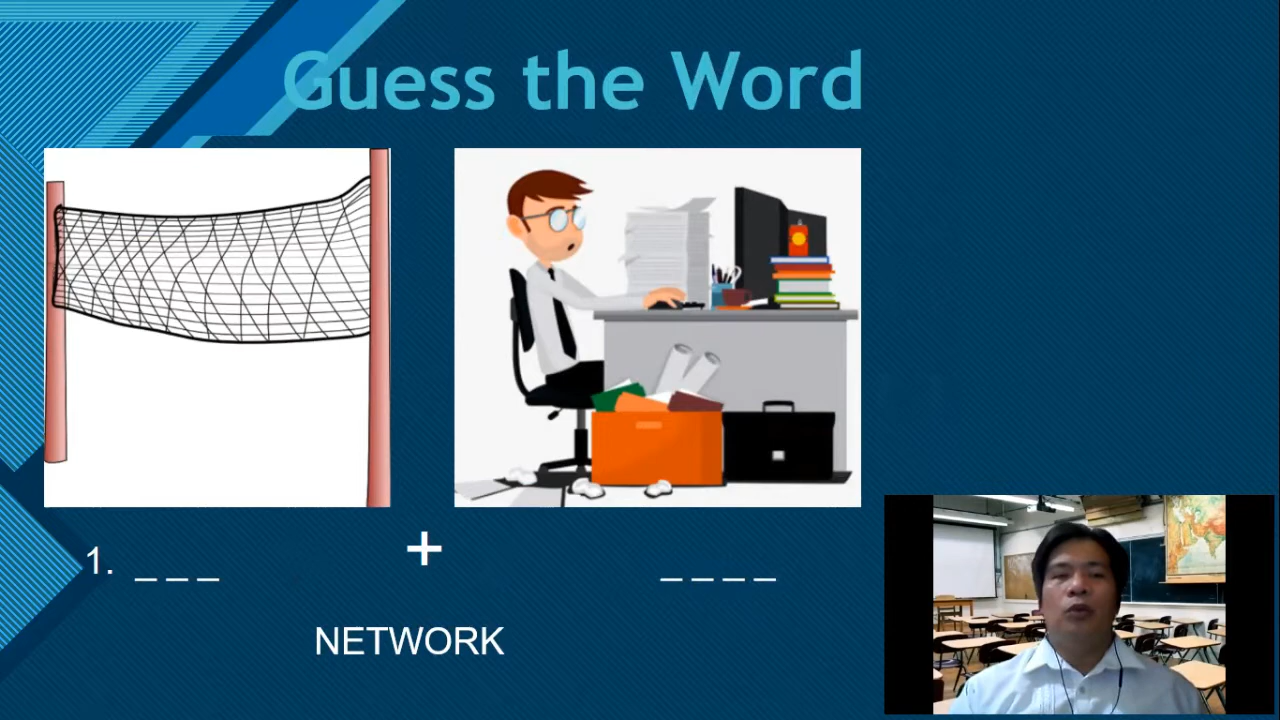 Guess the Word
1. _ _ _ + _ _ _ _
NETWORK